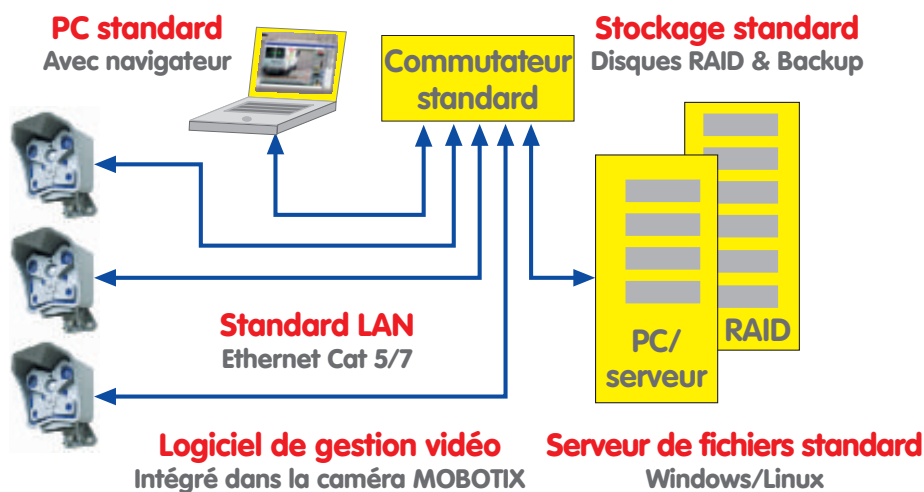 PC standard
Avec navigateur
Commutateur
standard
Stockage standard
Disques RAID & Backup
Standard LAN
Ethernet Cat 5/7
PC/
serveur
RAID
Logiciel de gestion vidéo
Intégré dans la caméra MOBOTIX
Serveur de fichiers standard
Windows/Linux